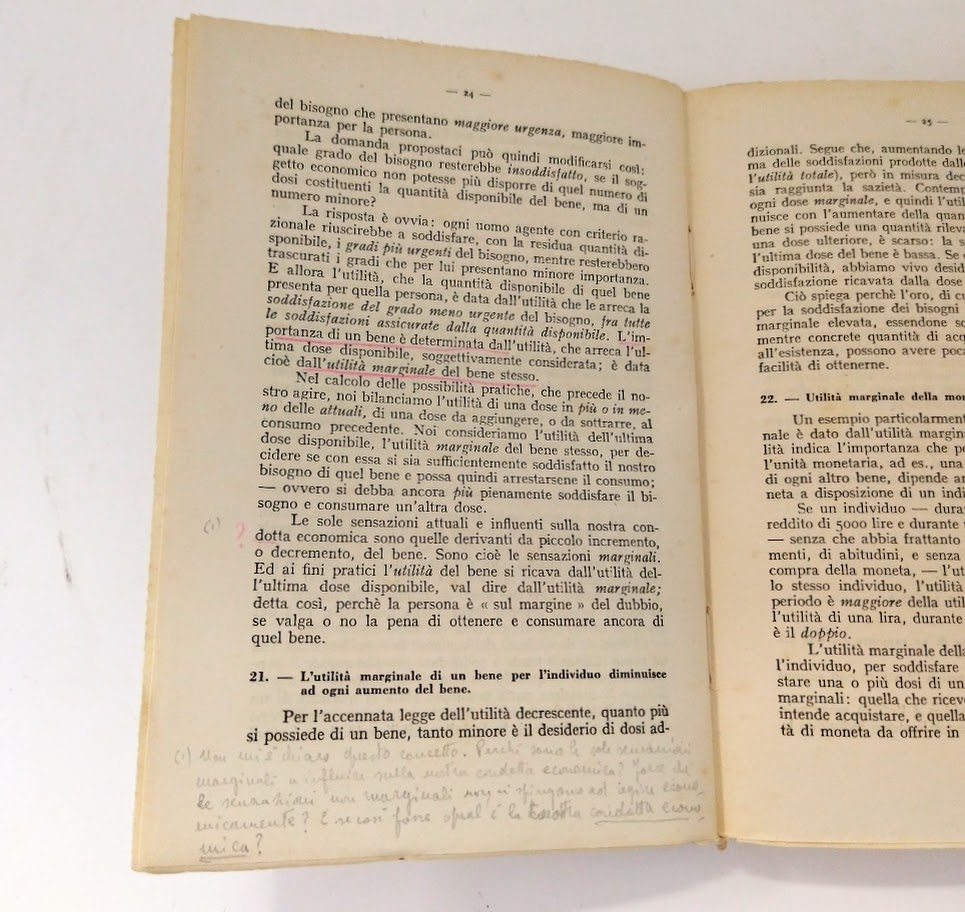 — 24 —
del bisogno che presentano maggiore urgenza, maggiore im-
portanza per la persona.
La domanda propostaci può quindi modificarsi così:
quale grado del bisogno resterebbe insoddisfatto, se il sog-
getto economico non potesse più disporre di quel numero di
dosi costituenti la quantità disponibile del bene, ma di un
numero minore?
La risposta è ovvia: ogni uomo agente con criterio ra-
zionale riuscirebbe a soddisfare, con la residua quantità di-
sponibile, i gradi più urgenti del bisogno, mentre resterebbero
trascurati i gradi che per lui presentano minore importanza.
E allora l'utilità, che la quantità disponibile di quel bene
presenta per quella persona, è data dall'utilità che le arreca la
soddisfazione del grado meno urgente del bisogno, fra tutte
le soddisfazioni assicurate dalla quantità disponibile. L'im-
portanza di un bene è determinata dall'utilità, che arreca l'ul-
tima dose disponibile, soggettivamente considerata; è data
cioè dall'utilità marginale del bene stesso.
Nel calcolo delle possibilità pratiche, che precede il no-
stro agire, noi bilanciamo l'utilità di una dose in più o in me-
no delle attuali, di una dose da aggiungere, o da sottrarre, al
consumo precedente. Noi consideriamo l'utilità dell'ultima
dose disponibile, l'utilità marginale del bene stesso, per de-
cidere se con essa si sia sufficientemente soddisfatto il nostro
bisogno di quel bene e possa quindi arrestarsene il consumo;
— ovvero si debba ancora più pienamente soddisfare il bi-
sogno e consumare un'altra dose.
(1) ? Le sole sensazioni attuali e influenti sulla nostra con-
dotta economica sono quelle derivanti da piccolo incremento,
o decremento, del bene. Sono cioè le sensazioni marginali.
Ed ai fini pratici l'utilità del bene si ricava dall'utilità del-
l'ultima dose disponibile, val dire dall'utilità marginale;
detta così, perchè la persona è « sul margine » del dubbio,
se valga o no la pena di ottenere e consumare ancora di
quel bene.
21. — L'utilità marginale di un bene per l'individuo diminuisce
ad ogni aumento del bene.
Per l'accennata legge dell'utilità decrescente, quanto più
si possiede di un bene, tanto minore è il desiderio di dosi ad-
(1) Non mi è chiaro questo concetto. Perché sono le sole sensazioni
marginali a influire sulla nostra condotta economica? Forse che
le sensazioni non marginali non ci spingono ad agire econo-
micamente? E se così fosse qual è la nostra condotta econo-
mica?
— 25 —
dizionali. Segue che, aumentando le
ma delle soddisfazioni prodotte dall
l'utilità totale), però in misura dec
sia raggiunta la sazietà. Contemp
ogni dose marginale, e quindi l'util
nuisce con l'aumentare della quan
bene si possiede una quantità rileva
una dose ulteriore, è scarso: la s
l'ultima dose del bene è bassa. Se
disponibilità, abbiamo vivo desid
soddisfazione ricavata dalla dose
Ciò spiega perchè l'oro, di cu
per la soddisfazione dei bisogni
marginale elevata, essendone sc
mentre concrete quantità di acq
all'esistenza, possono avere poca
facilità di ottenerne.
22. — Utilità marginale della mon
Un esempio particolarment
nale è dato dall'utilità margin
lità indica l'importanza che pe
l'unità monetaria, ad es., una
di ogni altro bene, dipende an
neta a disposizione di un indi
Se un individuo — dura
reddito di 5000 lire e durante
— senza che abbia frattanto
menti, di abitudini, e senza
compra della moneta, — l'ut
lo stesso individuo, l'utilità
periodo è maggiore della util
l'utilità di una lira, durante
è il doppio.
L'utilità marginale della
l'individuo, per soddisfare
stare una o più dosi di un
marginali: quella che riceve
intende acquistare, e quella
tà di moneta da offrire in